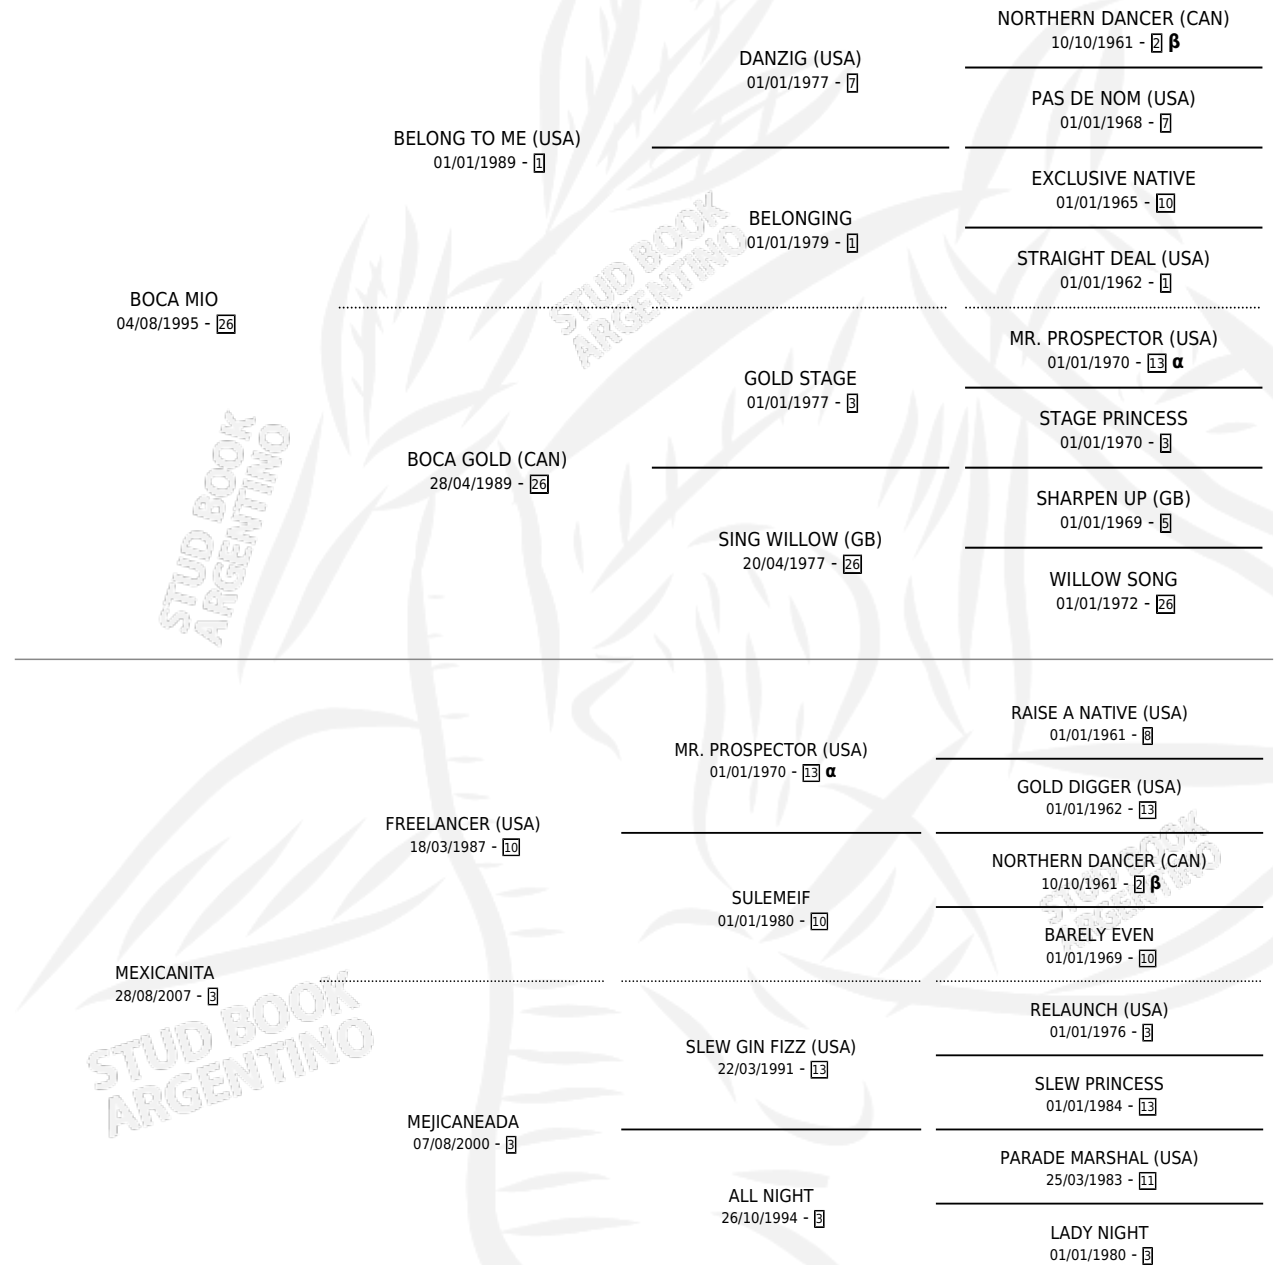 NORTHERN DANCER (CAN)
10/10/1961 - 2 β
DANZIG (USA)
01/01/1977 - 7
PAS DE NOM (USA)
01/01/1968 - 7
BELONG TO ME (USA)
01/01/1989 - 1
EXCLUSIVE NATIVE
01/01/1965 - 10
BELONGING
01/01/1979 - 1
STRAIGHT DEAL (USA)
01/01/1962 - 1
BOCA MIO
04/08/1995 - 26
MR. PROSPECTOR (USA)
01/01/1970 - 13 α
GOLD STAGE
01/01/1977 - 3
STAGE PRINCESS
01/01/1970 - 3
BOCA GOLD (CAN)
28/04/1989 - 26
SHARPEN UP (GB)
01/01/1969 - 5
SING WILLOW (GB)
20/04/1977 - 26
WILLOW SONG
01/01/1972 - 26
RAISE A NATIVE (USA)
01/01/1961 - 8
MR. PROSPECTOR (USA)
01/01/1970 - 13 α
GOLD DIGGER (USA)
01/01/1962 - 13
FREELANCER (USA)
18/03/1987 - 10
NORTHERN DANCER (CAN)
10/10/1961 - 2 β
SULEMEIF
01/01/1980 - 10
BARELY EVEN
01/01/1969 - 10
MEXICANITA
28/08/2007 - 3
RELAUNCH (USA)
01/01/1976 - 3
SLEW GIN FIZZ (USA)
22/03/1991 - 13
SLEW PRINCESS
01/01/1984 - 13
MEJICANEADA
07/08/2000 - 3
PARADE MARSHAL (USA)
25/03/1983 - 11
ALL NIGHT
26/10/1994 - 3
LADY NIGHT
01/01/1980 - 3
STUD BOOK
ARGENTINO
STUD BOOK
ARGENTINO
STUD BOOK
ARGENTINO
STUD BOOK
ARGENTINO